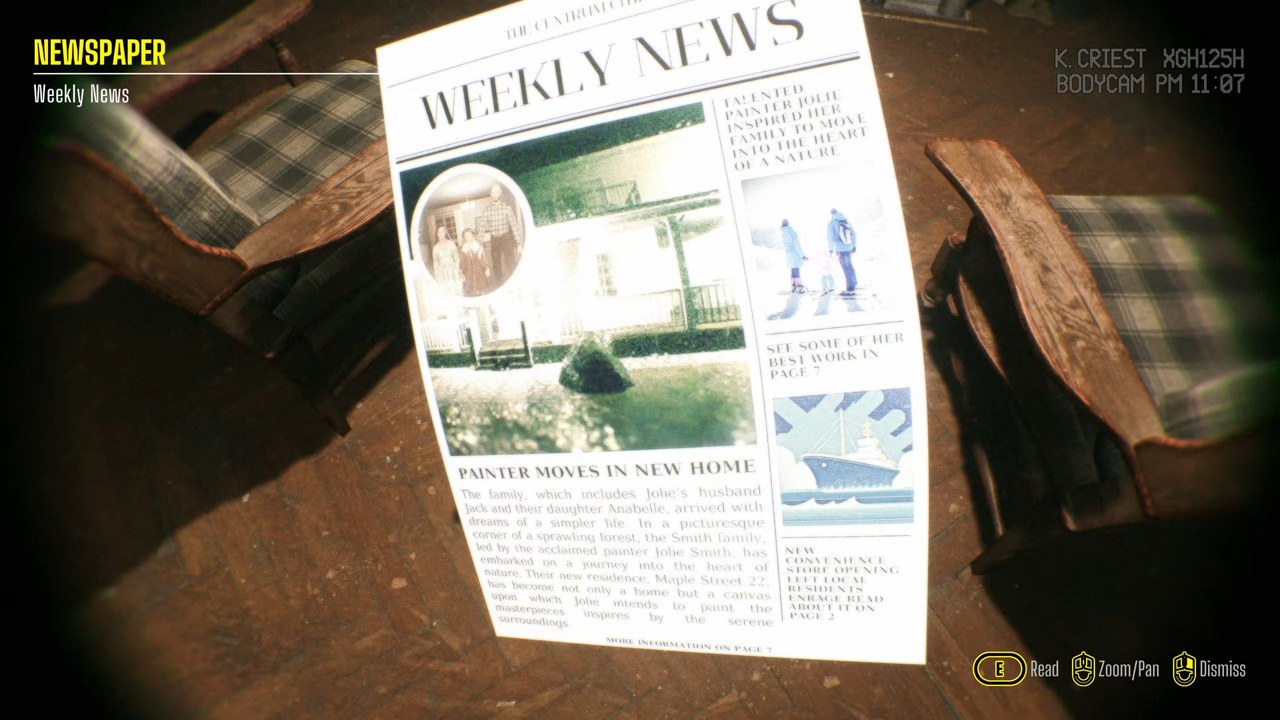 NEWSPAPER
Weekly News
K. CRIEST XGH125H
BODYCAM PM 11:07
THE CENTRUM
WEEKLY NEWS
TALENTED
PAINTER JOLIE
INSPIRED HER
FAMILY TO MOVE
INTO THE HEART
OF A NATURE
SEE SOME OF HER
BEST WORK IN
PAGE 7
PAINTER MOVES IN NEW HOME
The family, which includes Jolie's husband
Jack and their daughter Anabelle, arrived with
dreams of a simpler life. In a picturesque
corner of a sprawling forest, the Smith family,
led by the acclaimed painter Jolie Smith, has
embarked on a journey into the heart of
nature. Their new residence, Maple Street 22,
has become not only a home but a canvas
upon which Jolie intends to paint the
masterpieces inspires by the serene
surroundings.
NEW
CONVENIENCE
STORE OPENING
LEFT LOCAL
RESIDENTS
ENRAGE READ
ABOUT IT ON
PAGE 2
MORE INFORMATION ON PAGE 7
E Read
Zoom/Pan
Dismiss